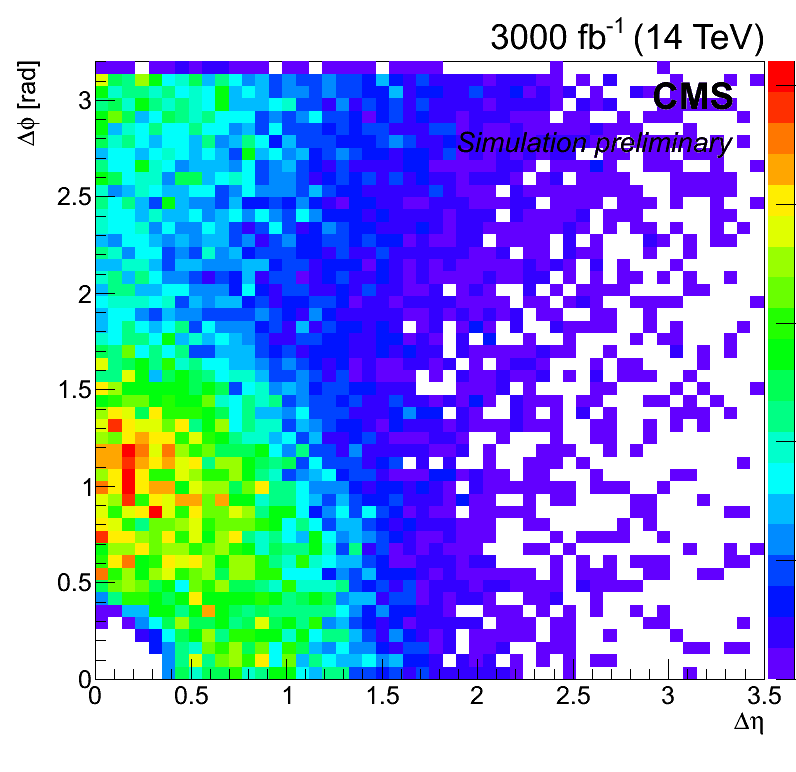 3000 fb⁻¹ (14 TeV)
Δϕ [rad]
CMS
Simulation preliminary
3
2.5
2
1.5
1
0.5
0
0 0.5 1 1.5 2 2.5 3 3.5
Δη